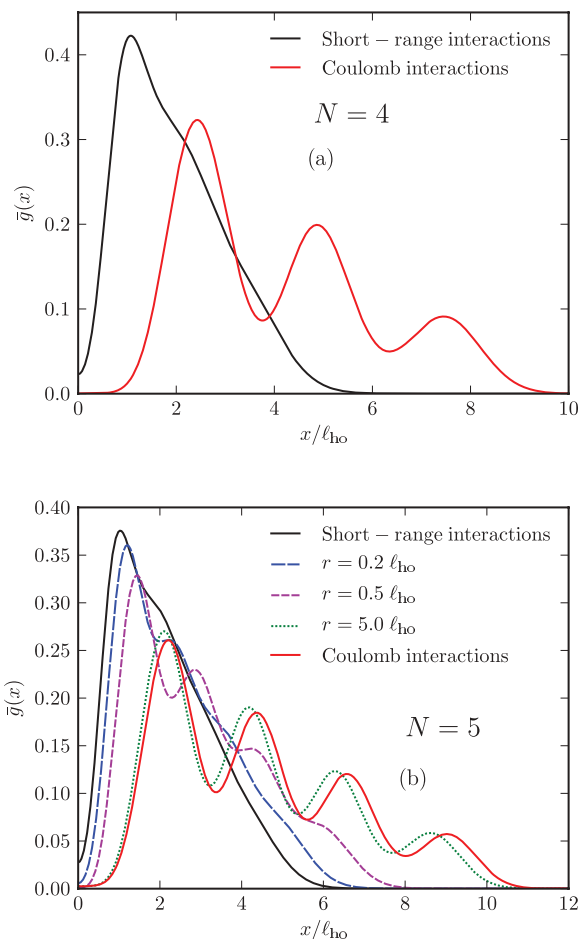 0.4
0.3
0.2
0.1
0.0
ḡ(x)
Short − range interactions
Coulomb interactions
N = 4
(a)
0 2 4 6 8 10
x/ℓho
0.40
0.35
0.30
0.25
0.20
0.15
0.10
0.05
0.00
ḡ(x)
Short − range interactions
r = 0.2 ℓho
r = 0.5 ℓho
r = 5.0 ℓho
Coulomb interactions
N = 5
(b)
0 2 4 6 8 10 12
x/ℓho